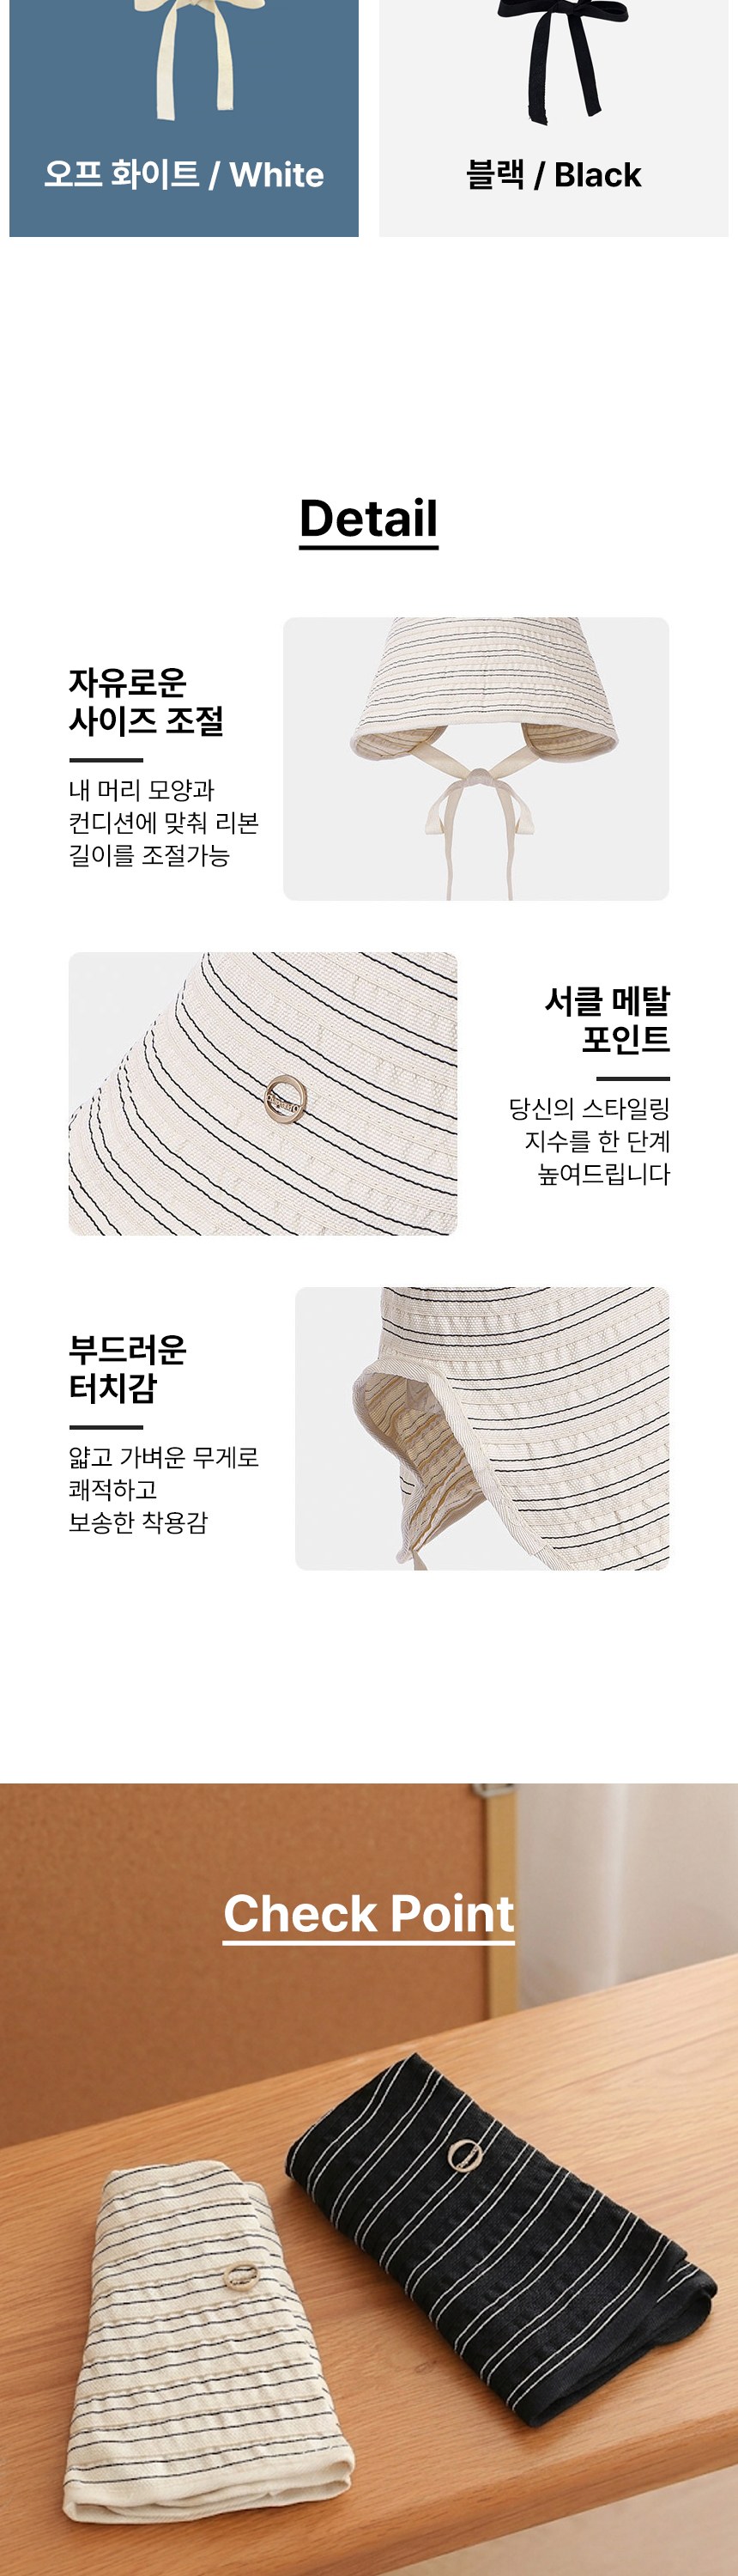 오프 화이트 / White
블랙 / Black
Detail
자유로운
사이즈 조절
내 머리 모양과
컨디션에 맞춰 리본
길이를 조절가능
서클 메탈
포인트
당신의 스타일링
지수를 한 단계
높여드립니다
부드러운
터치감
얇고 가벼운 무게로
쾌적하고
보송한 착용감
Check Point